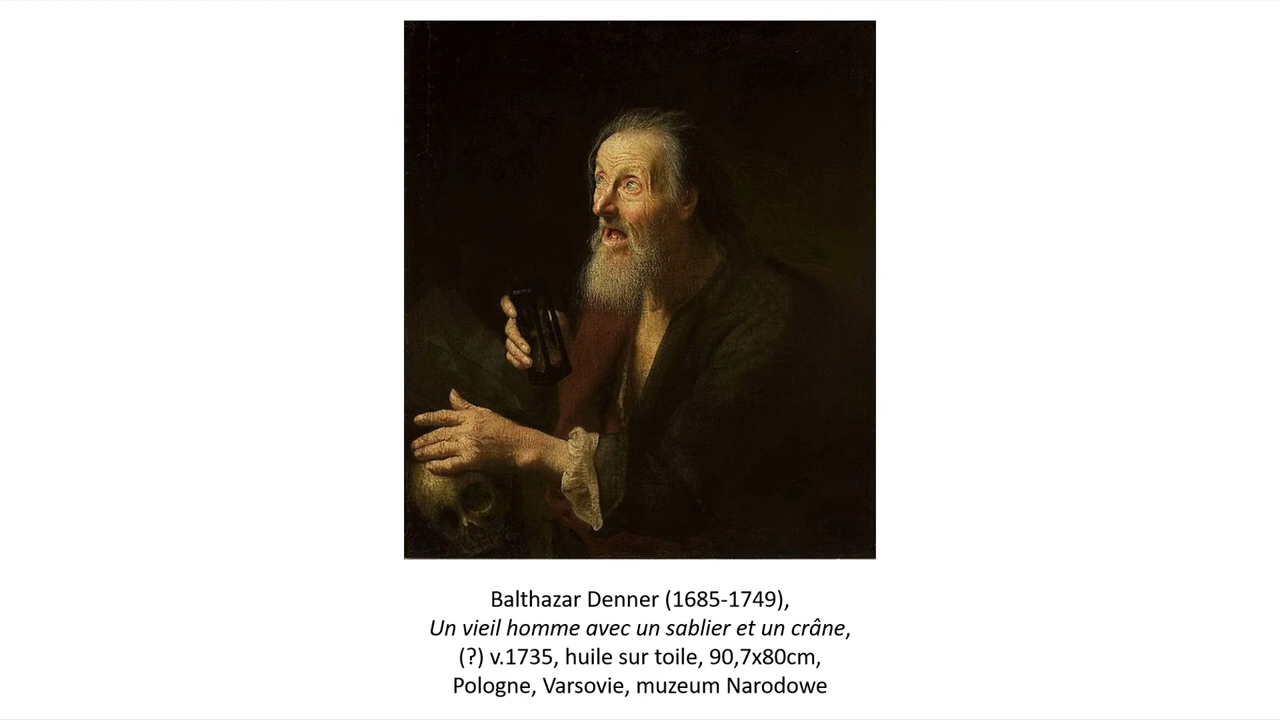 Balthazar Denner (1685-1749),
Un vieil homme avec un sablier et un crâne,
(?) v.1735, huile sur toile, 90,7x80cm,
Pologne, Varsovie, muzeum Narodowe